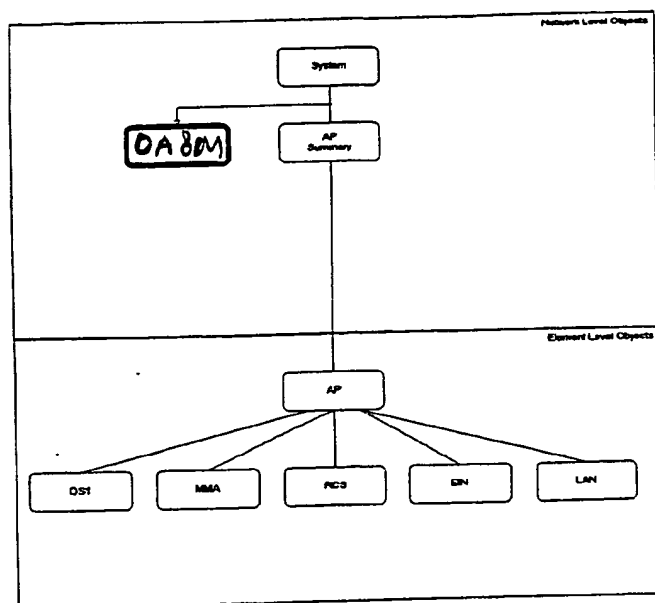 Network Level Objects
System
OA&M
AP
Summary
Element Level Objects
AP
DS1
MMA
RCS
EIN
LAN